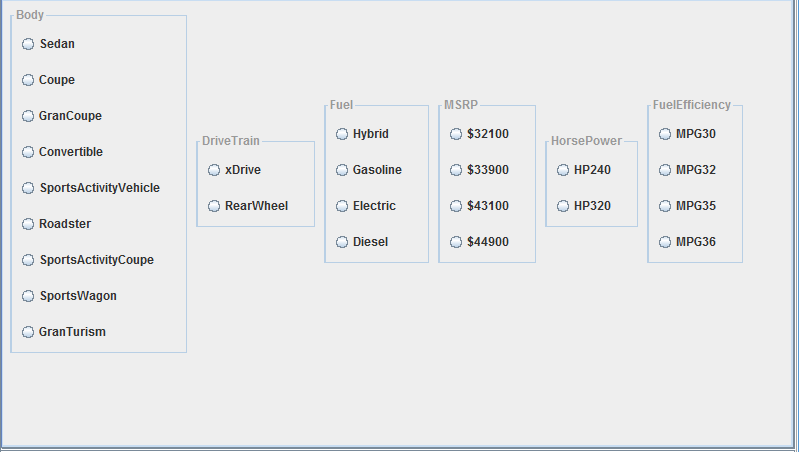 Body
Sedan
Coupe
GranCoupe
Convertible
SportsActivityVehicle
Roadster
SportsActivityCoupe
SportsWagon
GranTurism
DriveTrain
xDrive
RearWheel
Fuel
Hybrid
Gasoline
Electric
Diesel
MSRP
$32100
$33900
$43100
$44900
HorsePower
HP240
HP320
FuelEfficiency
MPG30
MPG32
MPG35
MPG36